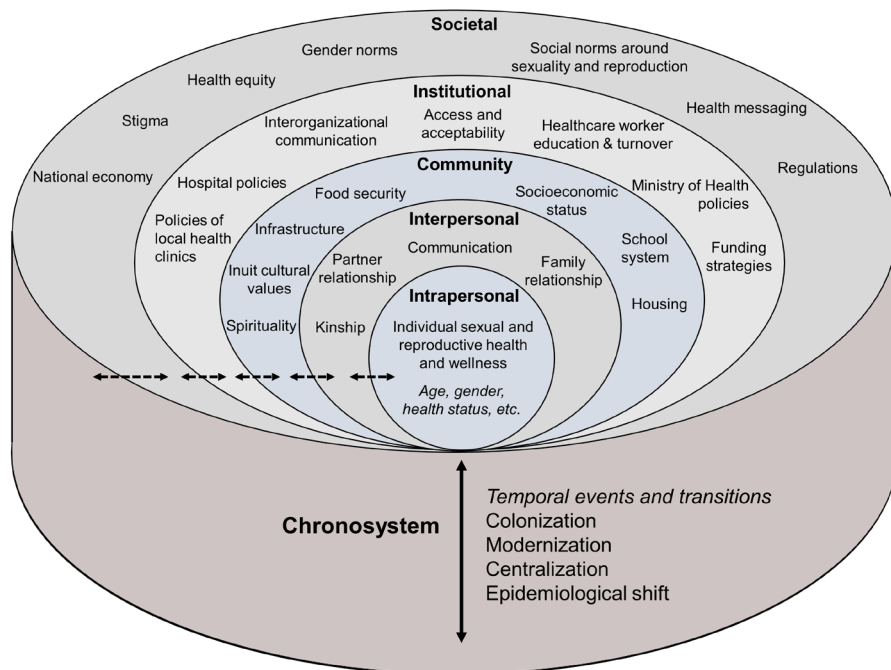 Societal
Gender norms
Social norms around
sexuality and reproduction
Health equity
Health messaging
Stigma
National economy
Regulations
Institutional
Access and
acceptability
Interorganizational
communication
Healthcare worker
education & turnover
Hospital policies
Ministry of Health
policies
Policies of
local health
clinics
Funding
strategies
Community
Food security
Socioeconomic
status
Infrastructure
School
system
Inuit cultural
values
Housing
Spirituality
Interpersonal
Communication
Partner
relationship
Family
relationship
Kinship
Intrapersonal
Individual sexual and
reproductive health
and wellness
Age, gender,
health status, etc.
Chronosystem
Temporal events and transitions
Colonization
Modernization
Centralization
Epidemiological shift